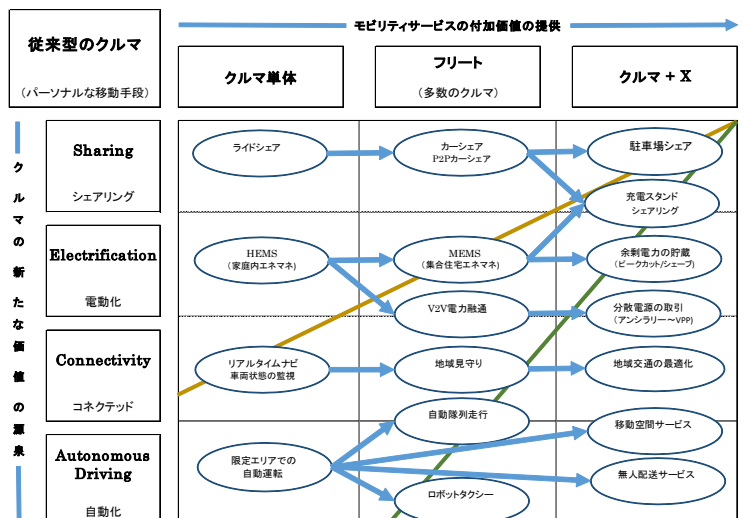 従来型のクルマ
(パーソナルな移動手段)
モビリティサービスの付加価値の提供
クルマ単体
フリート
(多数のクルマ)
クルマ + X
クルマの新たな価値の源泉
Sharing
シェアリング
ライドシェア
カーシェア
P2Pカーシェア
駐車場シェア
充電スタンド
シェアリング
Electrification
電動化
HEMS
(家庭内エネマネ)
MEMS
(集合住宅エネマネ)
余剰電力の貯蔵
(ピークカット/シェーブ)
V2V電力融通
分散電源の取引
(アンシラリー～VPP)
Connectivity
コネクテッド
リアルタイムナビ
車両状態の監視
地域見守り
地域交通の最適化
Autonomous
Driving
自動化
限定エリアでの
自動運転
自動隊列走行
移動空間サービス
無人配送サービス
ロボットタクシー